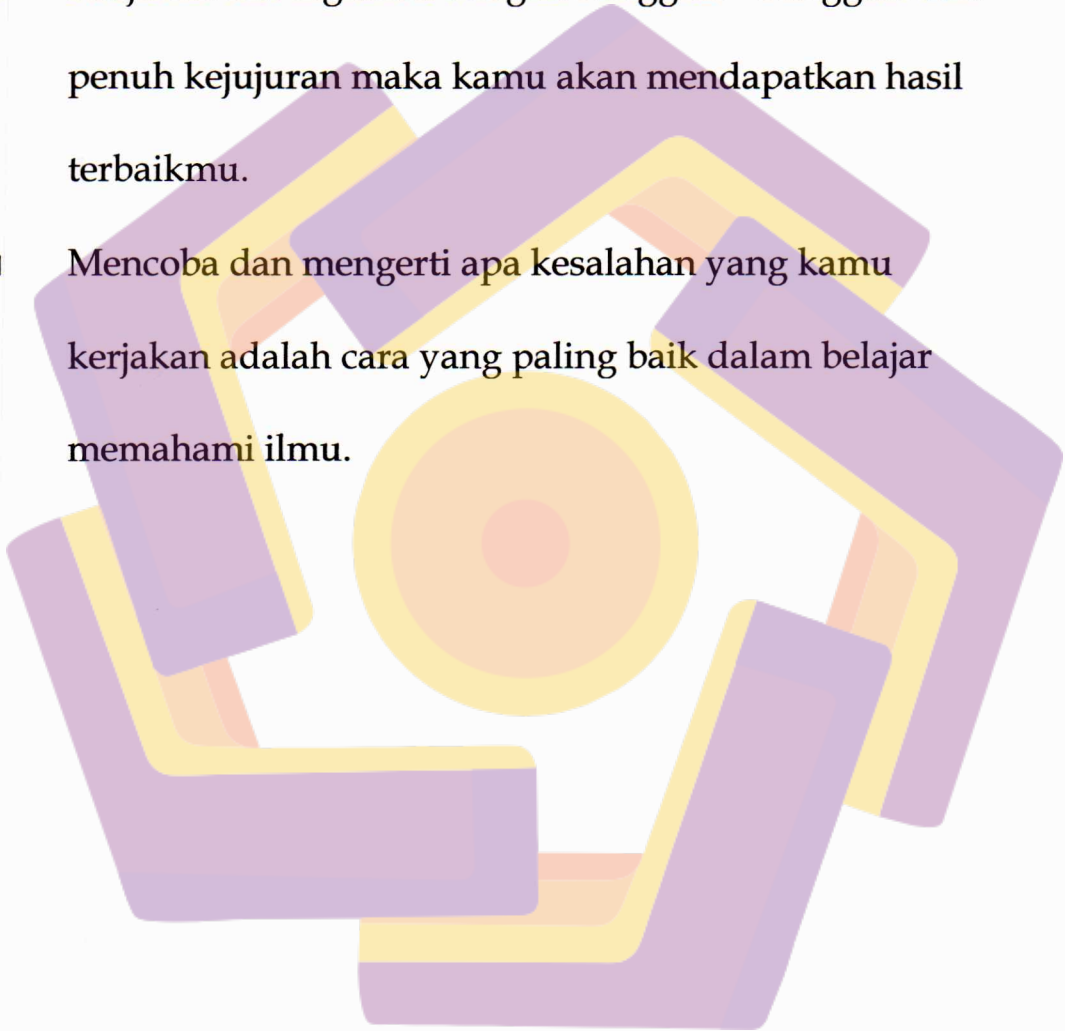 penuh kejujuran maka kamu akan mendapatkan hasil
terbaikmu.
Mencoba dan mengerti apa kesalahan yang kamu
kerjakan adalah cara yang paling baik dalam belajar
memahami ilmu.